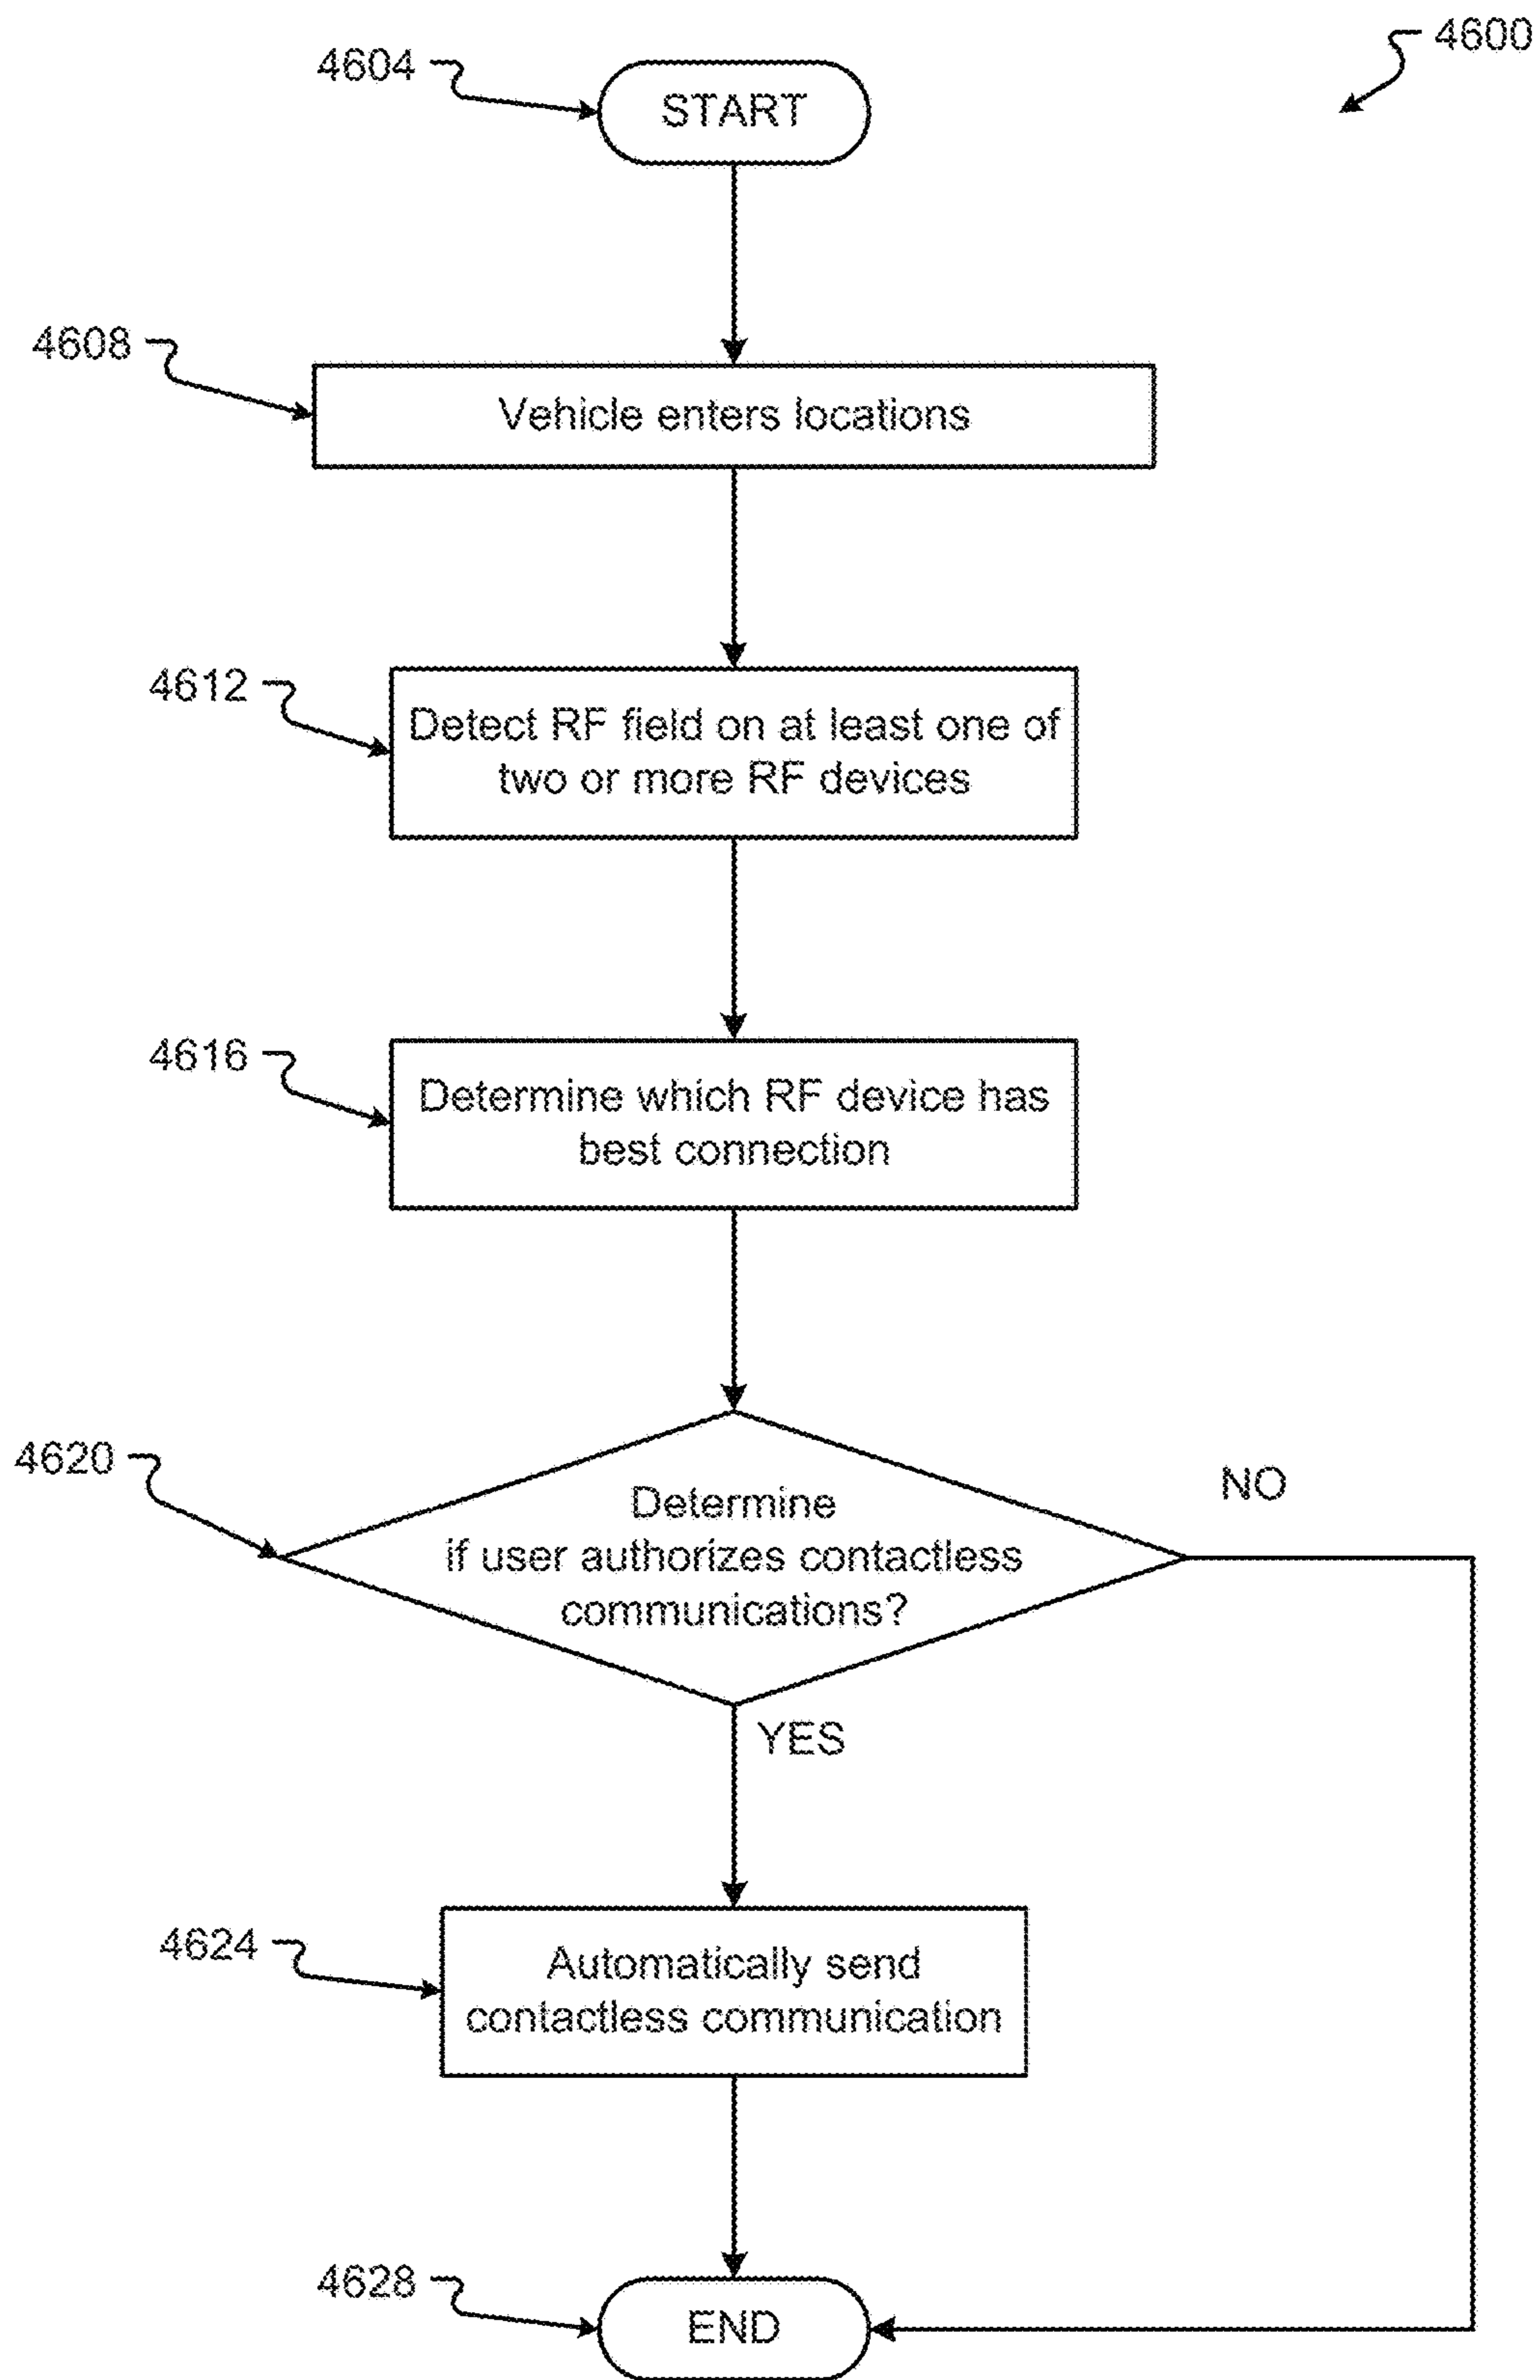 4600
4604
START
4608
Vehicle enters locations
4612
Detect RF field on at least one of
two or more RF devices
4616
Determine which RF device has
best connection
4620
Determine
if user authorizes contactless
communications?
NO
YES
4624
Automatically send
contactless communication
4628
END